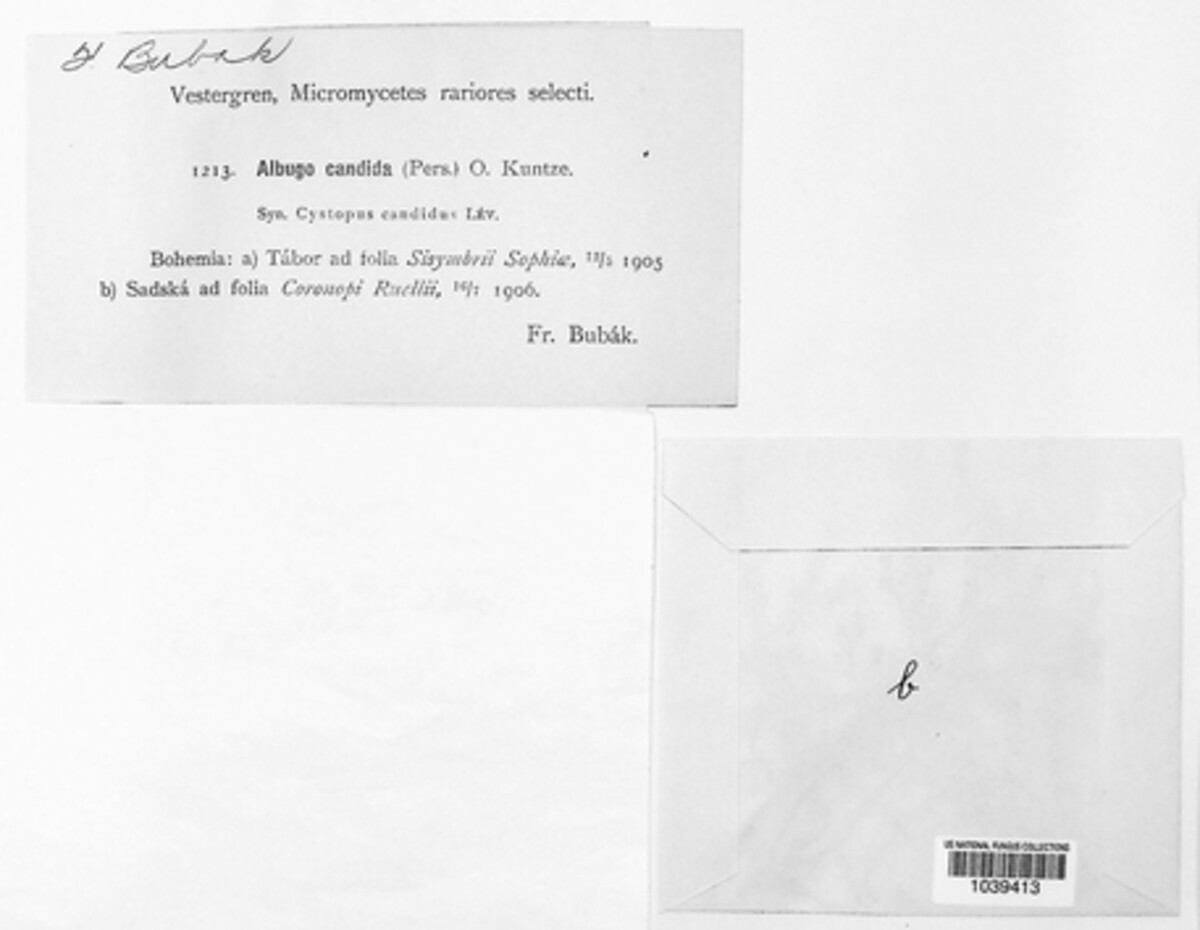 F. Bubak
Vestergren, Micromycetes rariores selecti.
1213. Albugo candida (Pers.) O. Kuntze.
Syn. Cystopus candidus Lév.
Bohemia: a) Tábor ad folia Sisymbrii Sophiæ, 1905
b) Sadská ad folia Coronopi Ruellii, 1906.
Fr. Bubák.
b
US NATIONAL FUNGUS COLLECTIONS
1039413